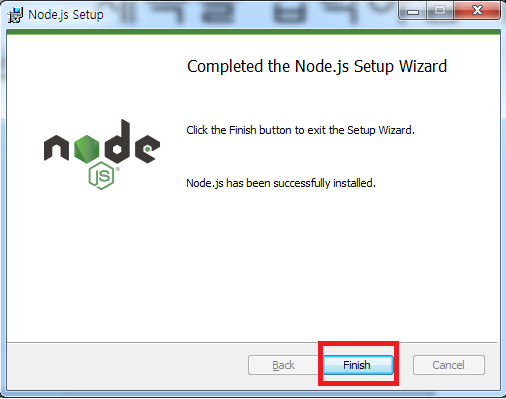 Node.js Setup
Completed the Node.js Setup Wizard
Click the Finish button to exit the Setup Wizard.
node
JS
Node.js has been successfully installed.
Back
Finish
Cancel